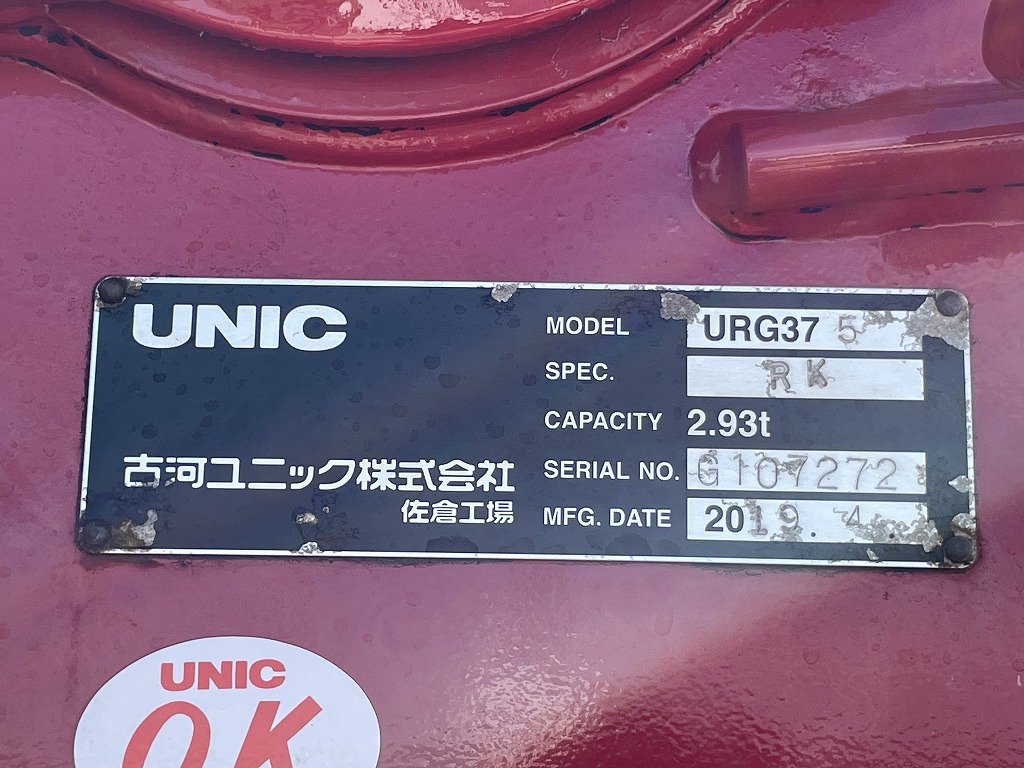 UNIC
MODEL URG37 5
SPEC. RK
CAPACITY 2.93t
SERIAL NO. G107272
MFG. DATE 2019. 4.
古河ユニック株式会社
佐倉工場
UNIC
OK